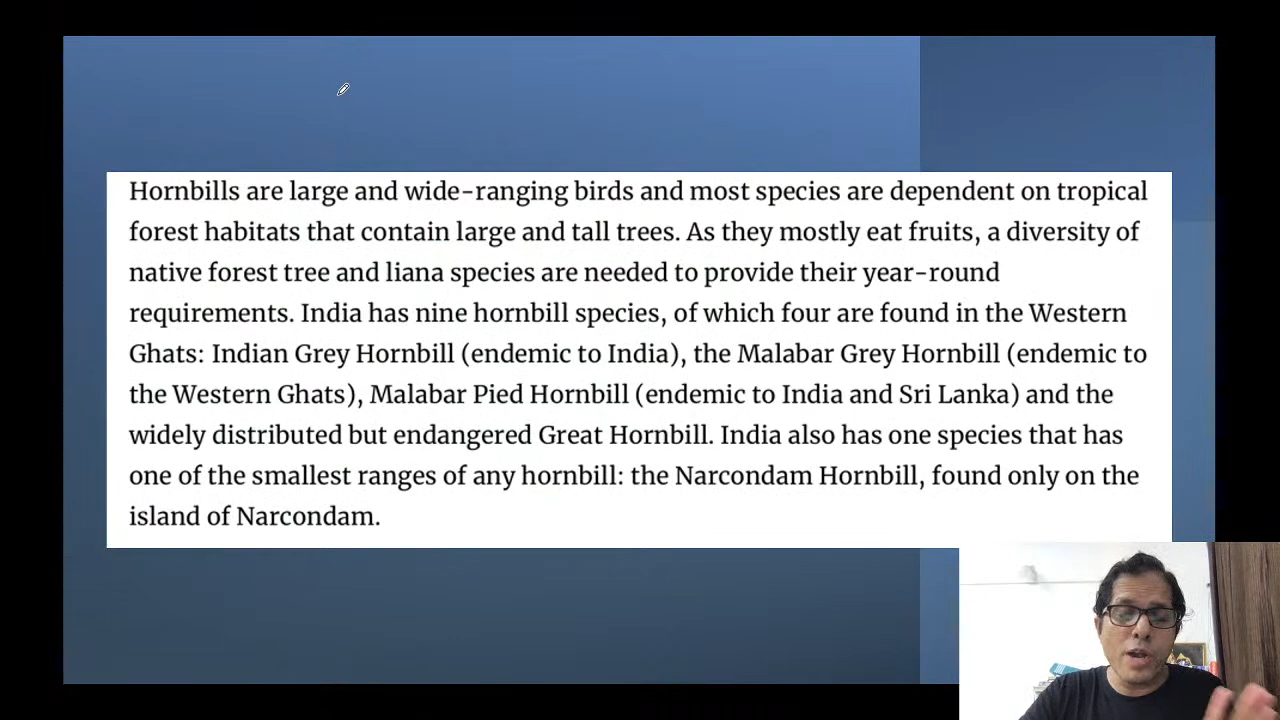 Hornbills are large and wide-ranging birds and most species are dependent on tropical
forest habitats that contain large and tall trees. As they mostly eat fruits, a diversity of
native forest tree and liana species are needed to provide their year-round
requirements. India has nine hornbill species, of which four are found in the Western
Ghats: Indian Grey Hornbill (endemic to India), the Malabar Grey Hornbill (endemic to
the Western Ghats), Malabar Pied Hornbill (endemic to India and Sri Lanka) and the
widely distributed but endangered Great Hornbill. India also has one species that has
one of the smallest ranges of any hornbill: the Narcondam Hornbill, found only on the
island of Narcondam.